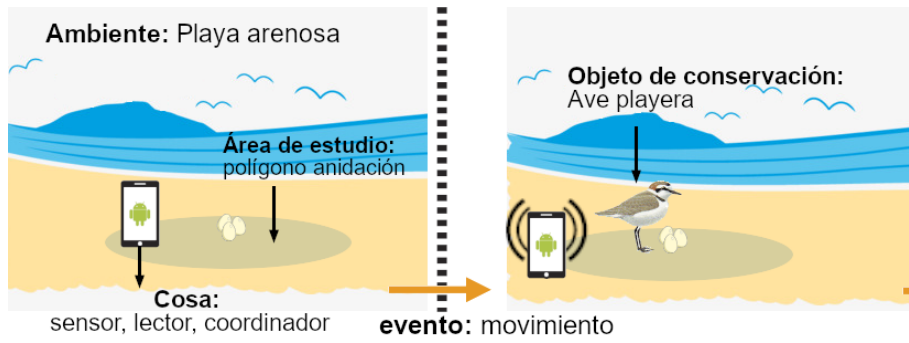 Ambiente: Playa arenosa
Área de estudio:
polígono anidación
Cosa:
sensor, lector, coordinador
Objeto de conservación:
Ave playera
evento: movimiento